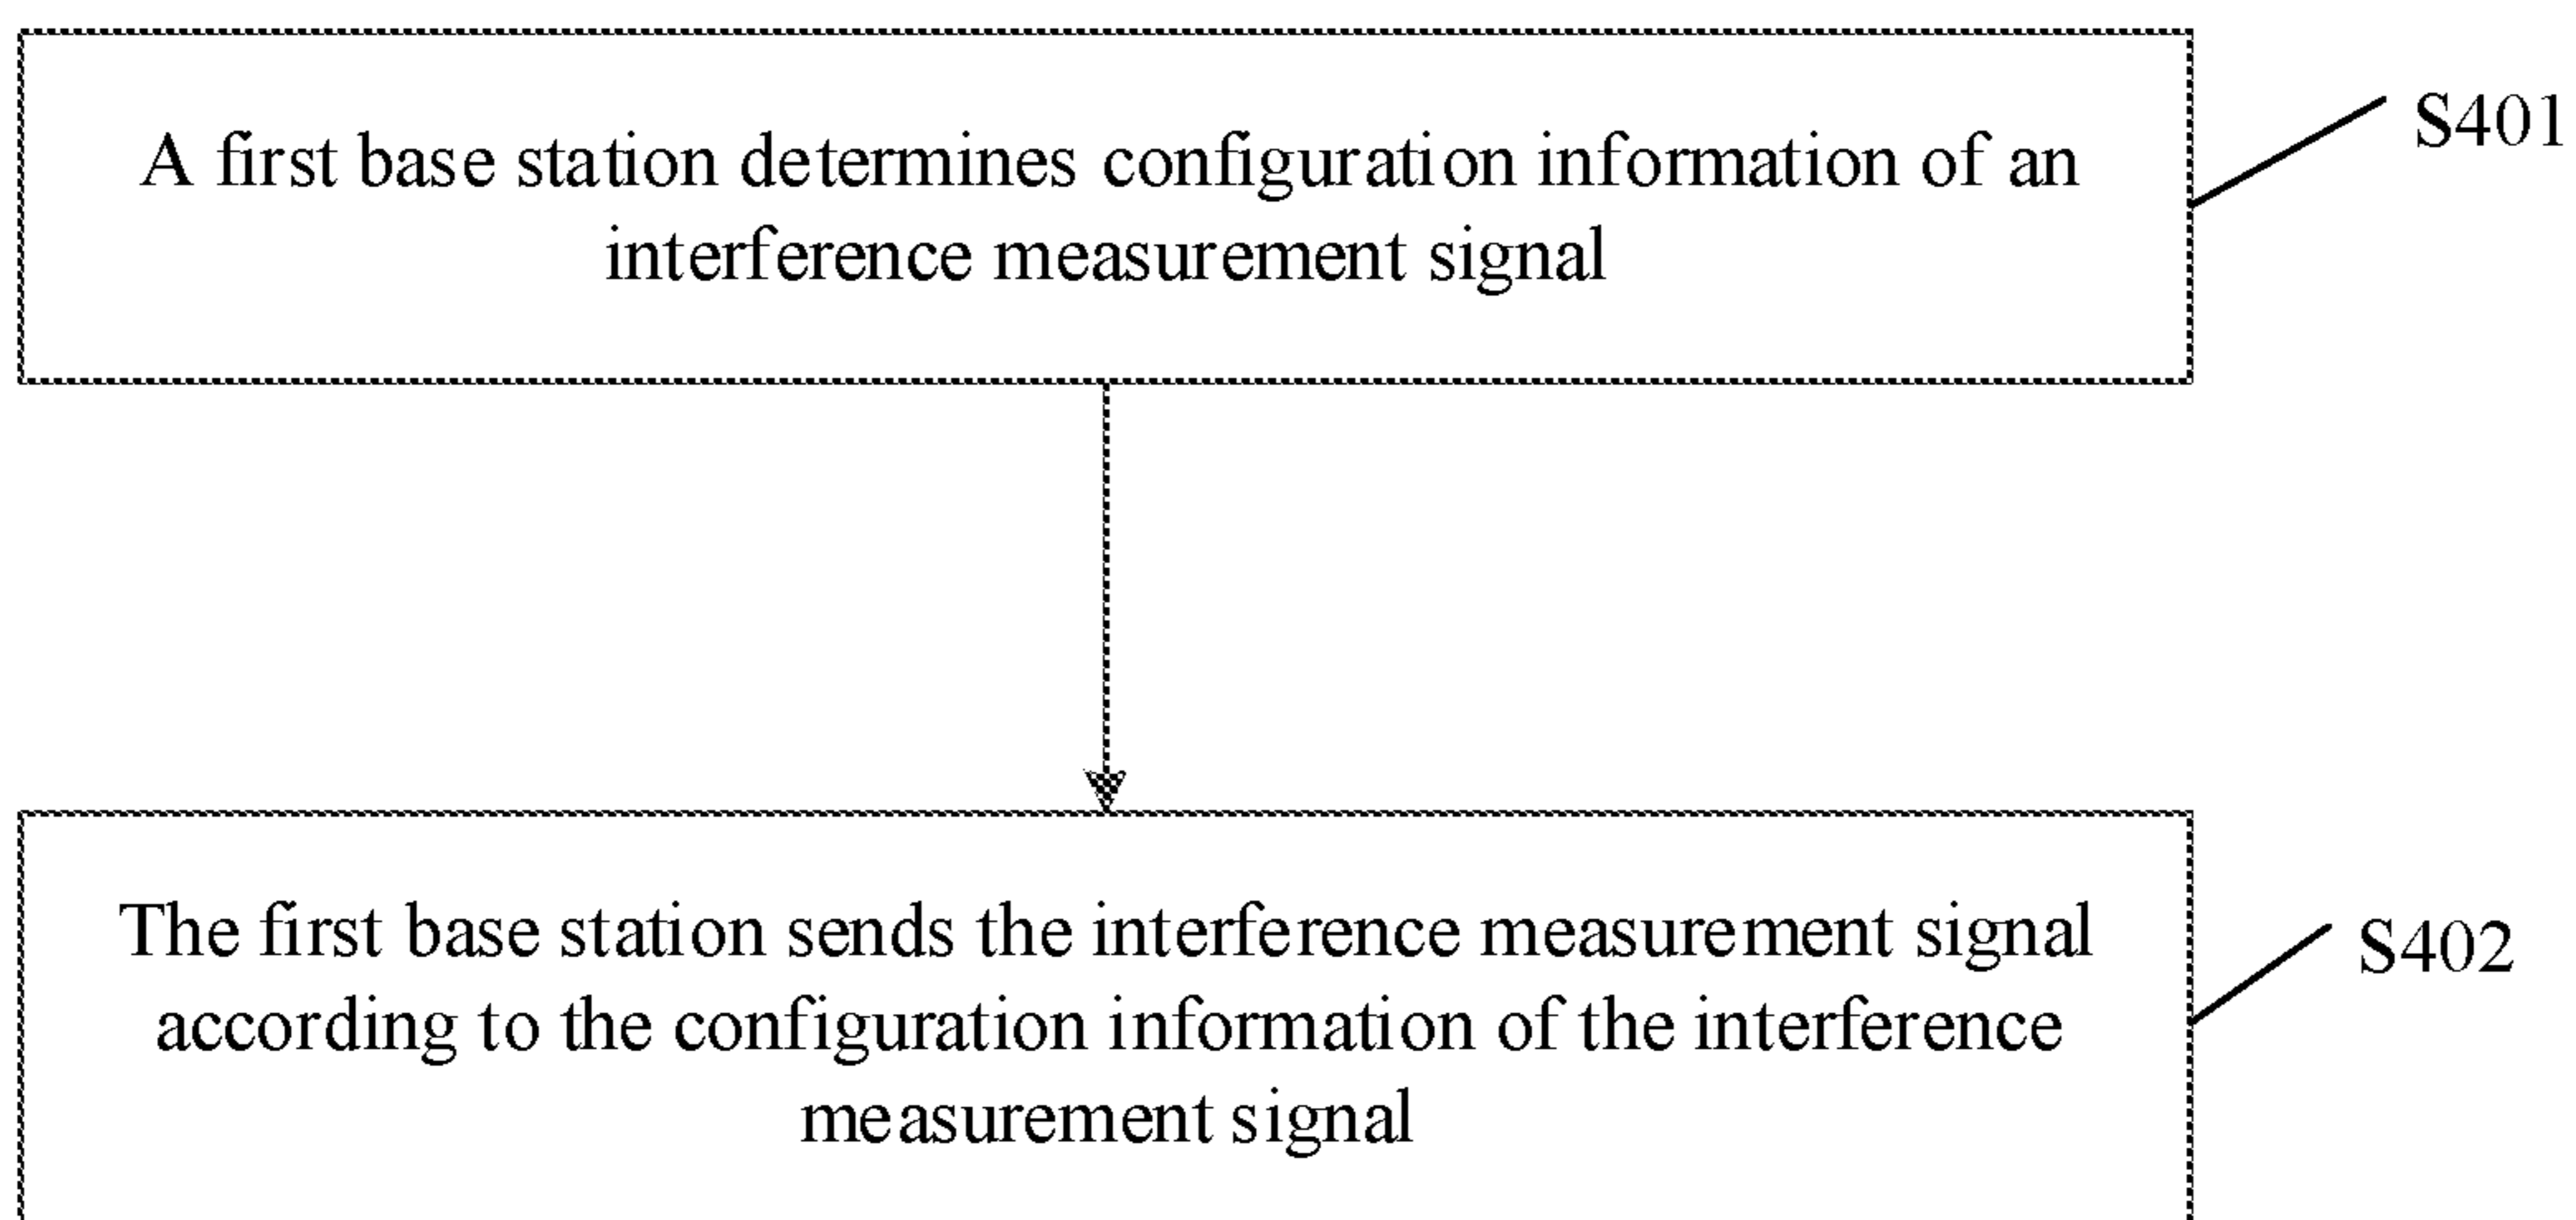 A first base station determines configuration information of an
interference measurement signal
S401
The first base station sends the interference measurement signal
according to the configuration information of the interference
measurement signal
S402